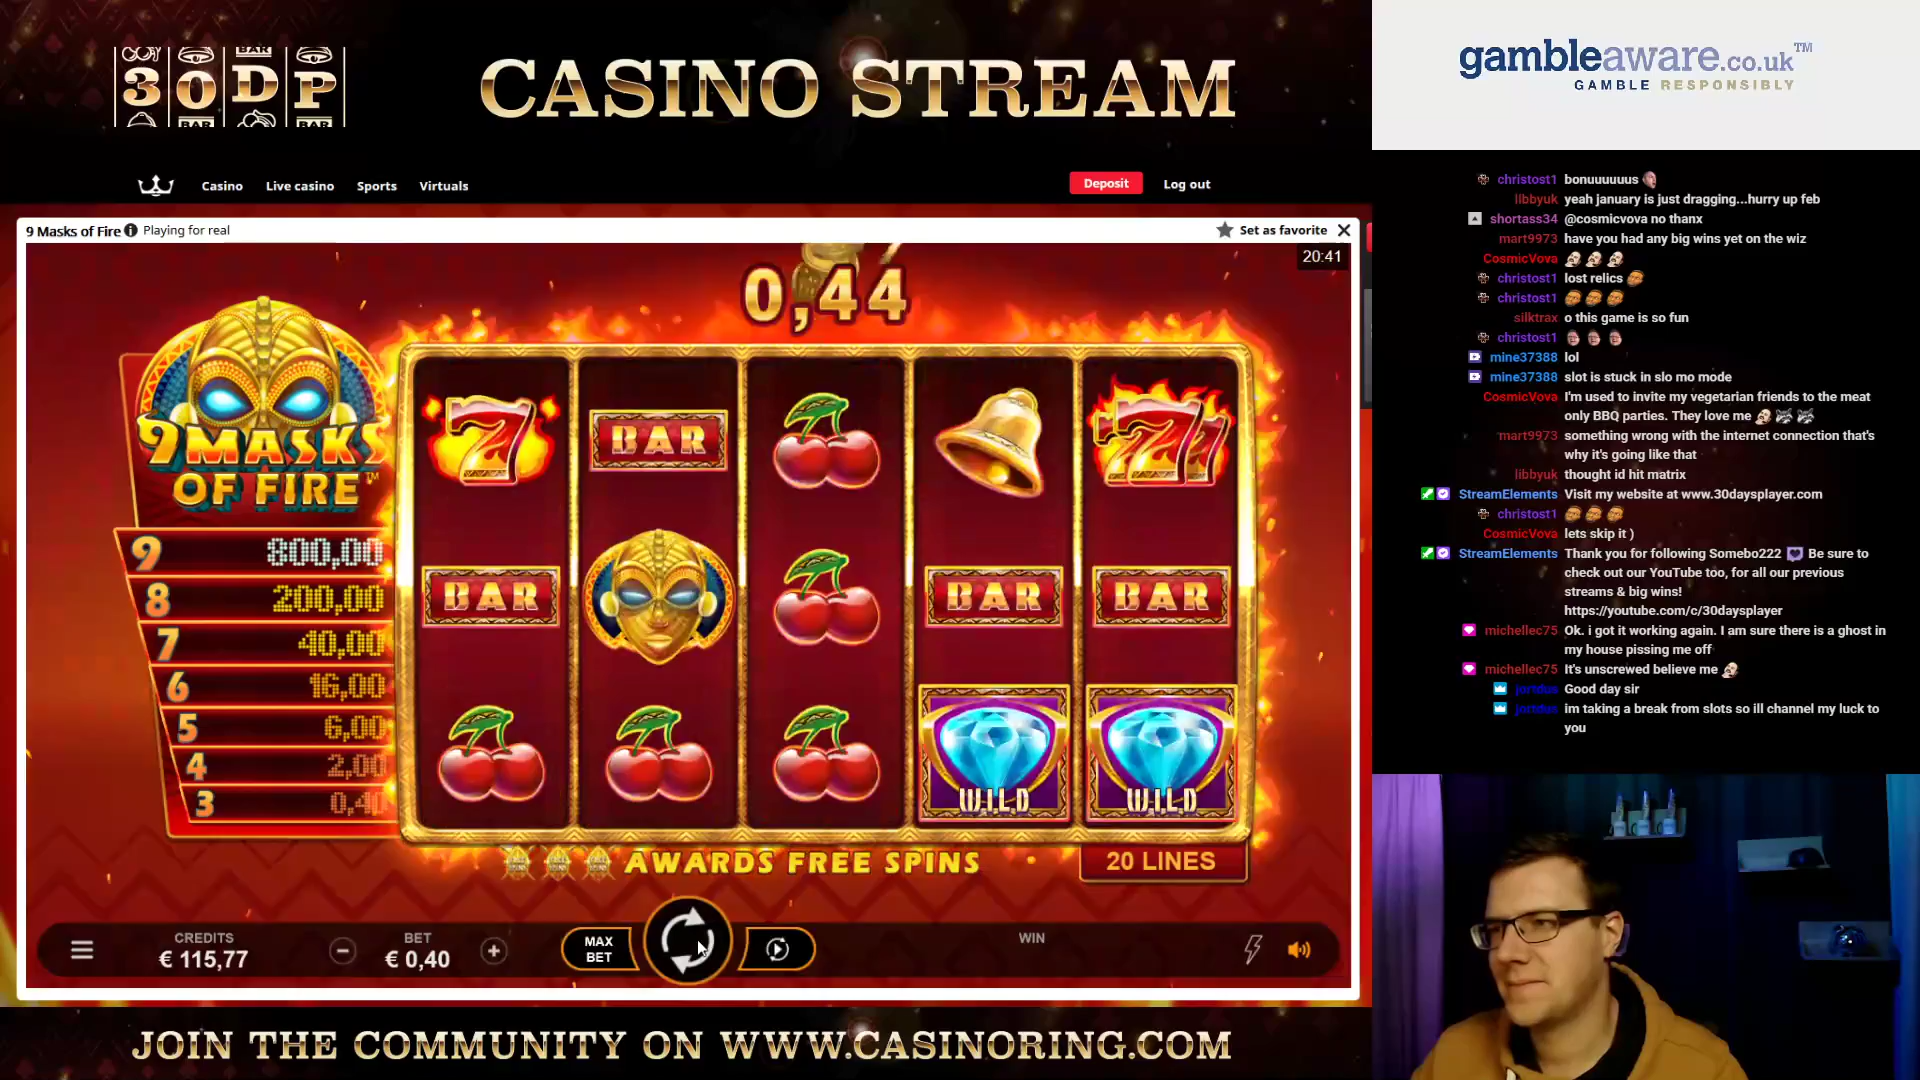 30DP
CASINO STREAM
gambleaware.co.uk™
GAMBLE RESPONSIBLY
Casino
Live casino
Sports
Virtuals
Deposit
Log out
9 Masks of Fire
Playing for real
Set as favorite
20:41
0,44
9 MASKS
OF FIRE™
9 800,00
8 200,00
7 40,00
6 16,00
5 6,00
4 2,00
3 0,40
7
BAR
777
BAR
BAR
BAR
WILD
WILD
AWARDS FREE SPINS
20 LINES
CREDITS
€ 115,77
BET
€ 0,40
MAX
BET
WIN
JOIN THE COMMUNITY ON WWW.CASINORING.COM
christost1 bonuuuuuus
libbyuk yeah january is just dragging...hurry up feb
shortass34 @cosmicvova no thanx
mart9973 have you had any big wins yet on the wiz
CosmicVova
christost1 lost relics
christost1
silktrax o this game is so fun
christost1
mine37388 lol
mine37388 slot is stuck in slo mo mode
CosmicVova I'm used to invite my vegetarian friends to the meat
only BBQ parties. They love me
mart9973 something wrong with the internet connection that's
why it's going like that
libbyuk thought id hit matrix
StreamElements Visit my website at www.30daysplayer.com
christost1
CosmicVova lets skip it )
StreamElements Thank you for following Somebo222 Be sure to
check out our YouTube too, for all our previous
streams & big wins!
https://youtube.com/c/30daysplayer
michellec75 Ok. i got it working again. I am sure there is a ghost in
my house pissing me off
michellec75 It's unscrewed believe me
jortdus Good day sir
jortdus im taking a break from slots so ill channel my luck to
you